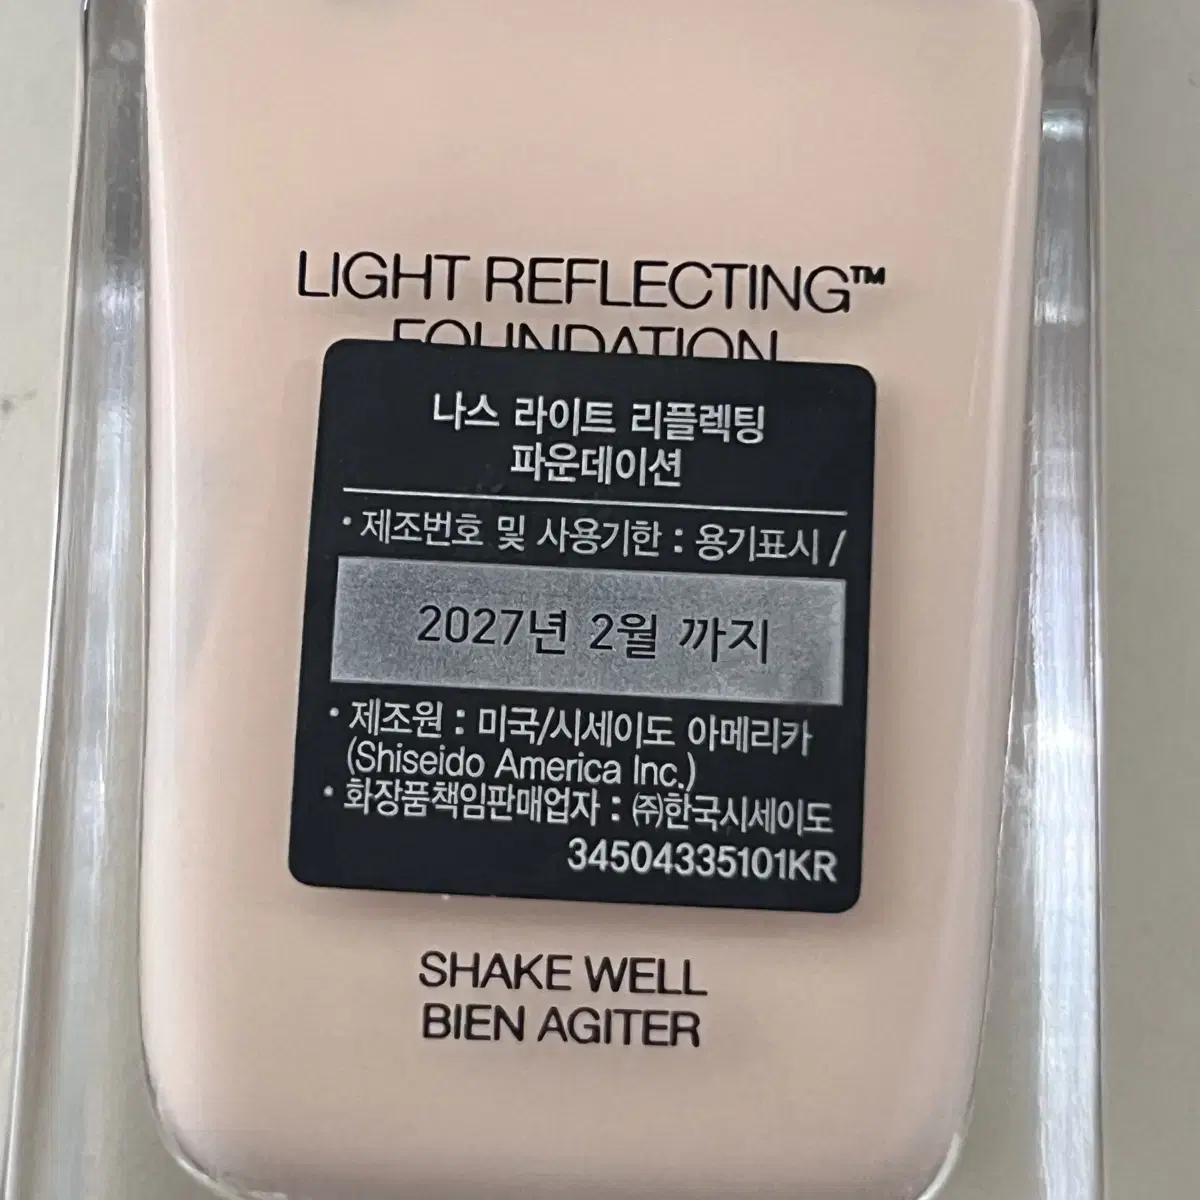 LIGHT REFLECTING™
FOUNDATION
나스 라이트 리플렉팅
파운데이션
· 제조번호 및 사용기한 : 용기표시 /
2027년 2월 까지
· 제조원 : 미국/시세이도 아메리카
(Shiseido America Inc.)
· 화장품책임판매업자 : ㈜한국시세이도
34504335101KR
SHAKE WELL
BIEN AGITER